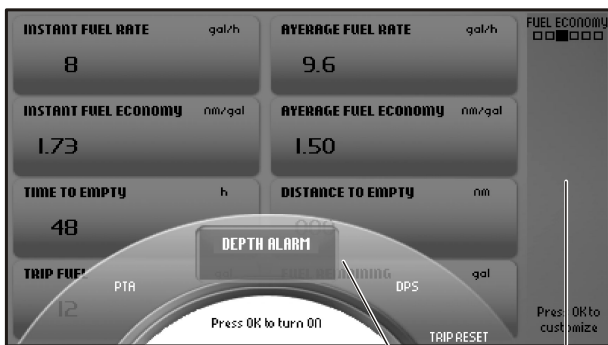 INSTANT FUEL RATE gal/h
8
AVERAGE FUEL RATE gal/h
9.6
FUEL ECONOMY
INSTANT FUEL ECONOMY nm/gal
1.73
AVERAGE FUEL ECONOMY nm/gal
1.50
TIME TO EMPTY h
48
DISTANCE TO EMPTY nm
DEPTH ALARM
TRIP FUEL
12
gal
PTA
DPS
Press OK to turn ON
TRIP RESET
Press OK to
customize